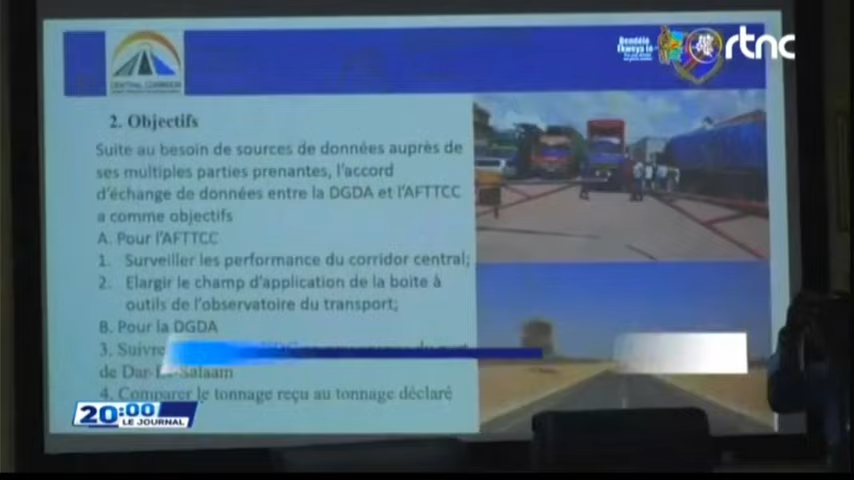 Bendélé
Ekweya te
rtnc
CENTRAL CORRIDOR
2. Objectifs
Suite au besoin de sources de données auprès de
ses multiples parties prenantes, l'accord
d'échange de données entre la DGDA et l'AFTTCC
a comme objectifs
A. Pour l'AFTTCC
1. Surveiller les performance du corridor central;
2. Elargir le champ d'application de la boite à
outils de l'observatoire du transport;
B. Pour la DGDA
3. Suivre
de Dar-Es-Salaam
4. Comparer le tonnage reçu au tonnage déclaré
20:00
LE JOURNAL